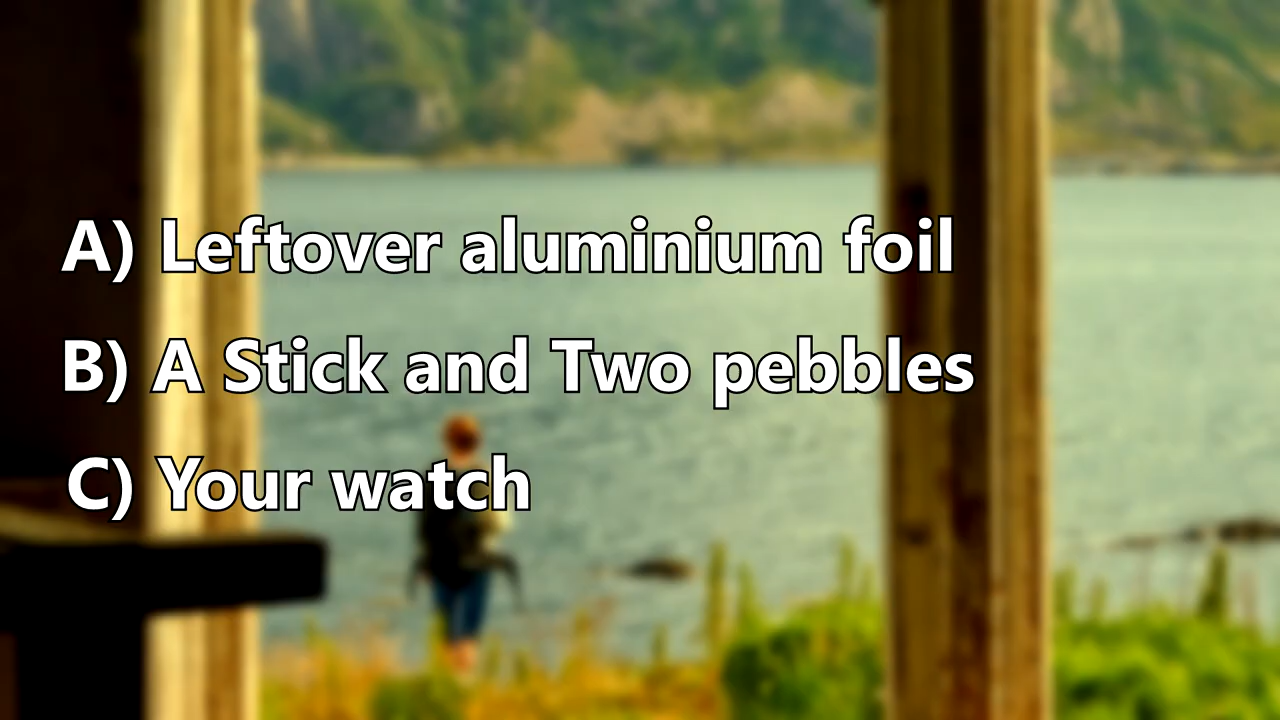 A) Leftover aluminium foil
B) A Stick and Two pebbles
C) Your watch